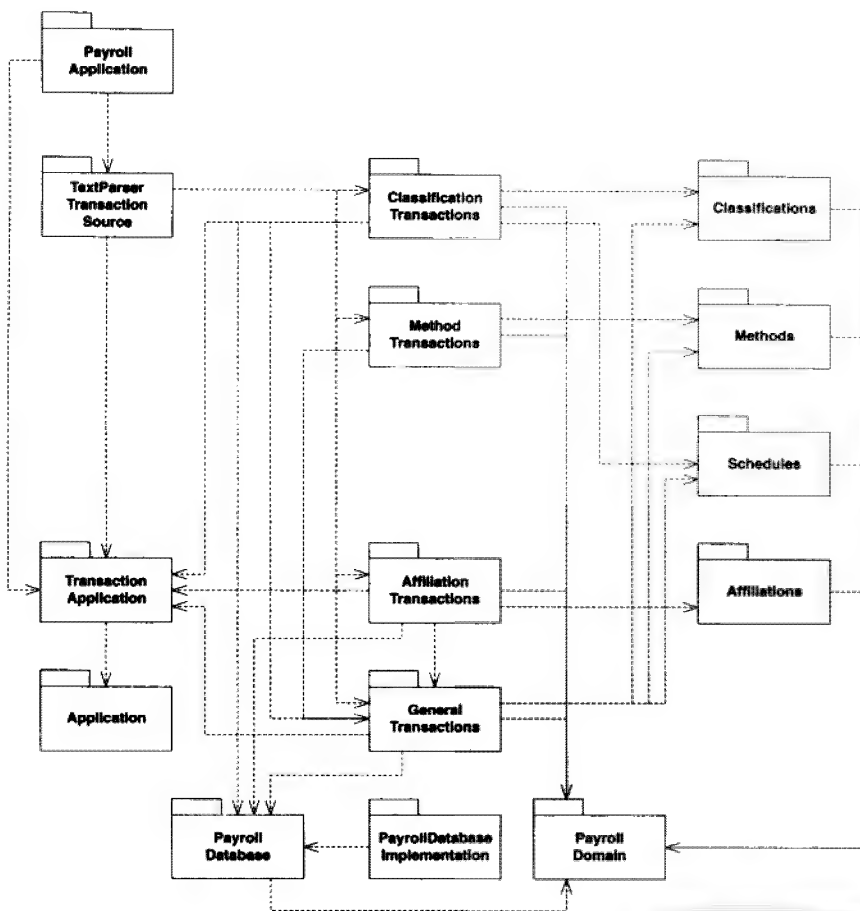 Payroll
Application
TextParser
Transaction
Source
Classification
Transactions
Classifications
Method
Transactions
Methods
Schedules
Transaction
Application
Affiliation
Transactions
Affiliations
Application
General
Transactions
Payroll
Database
PayrollDatabase
Implementation
Payroll
Domain